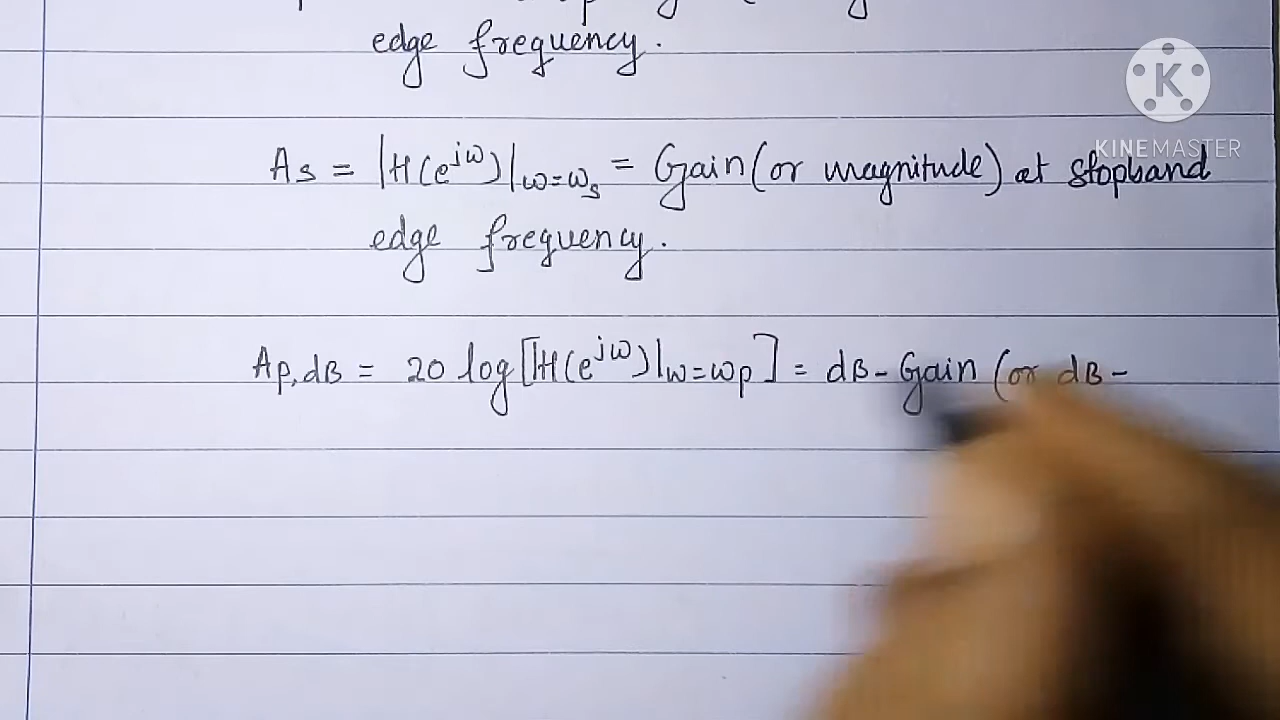 edge frequency.
As = |H(e^jω)|ω=ωs = Gain (or magnitude) at stopband
edge frequency.
Ap,dB = 20 log[|H(e^jω)|ω=ωp] = dB-Gain (or dB-
K
KINEMASTER